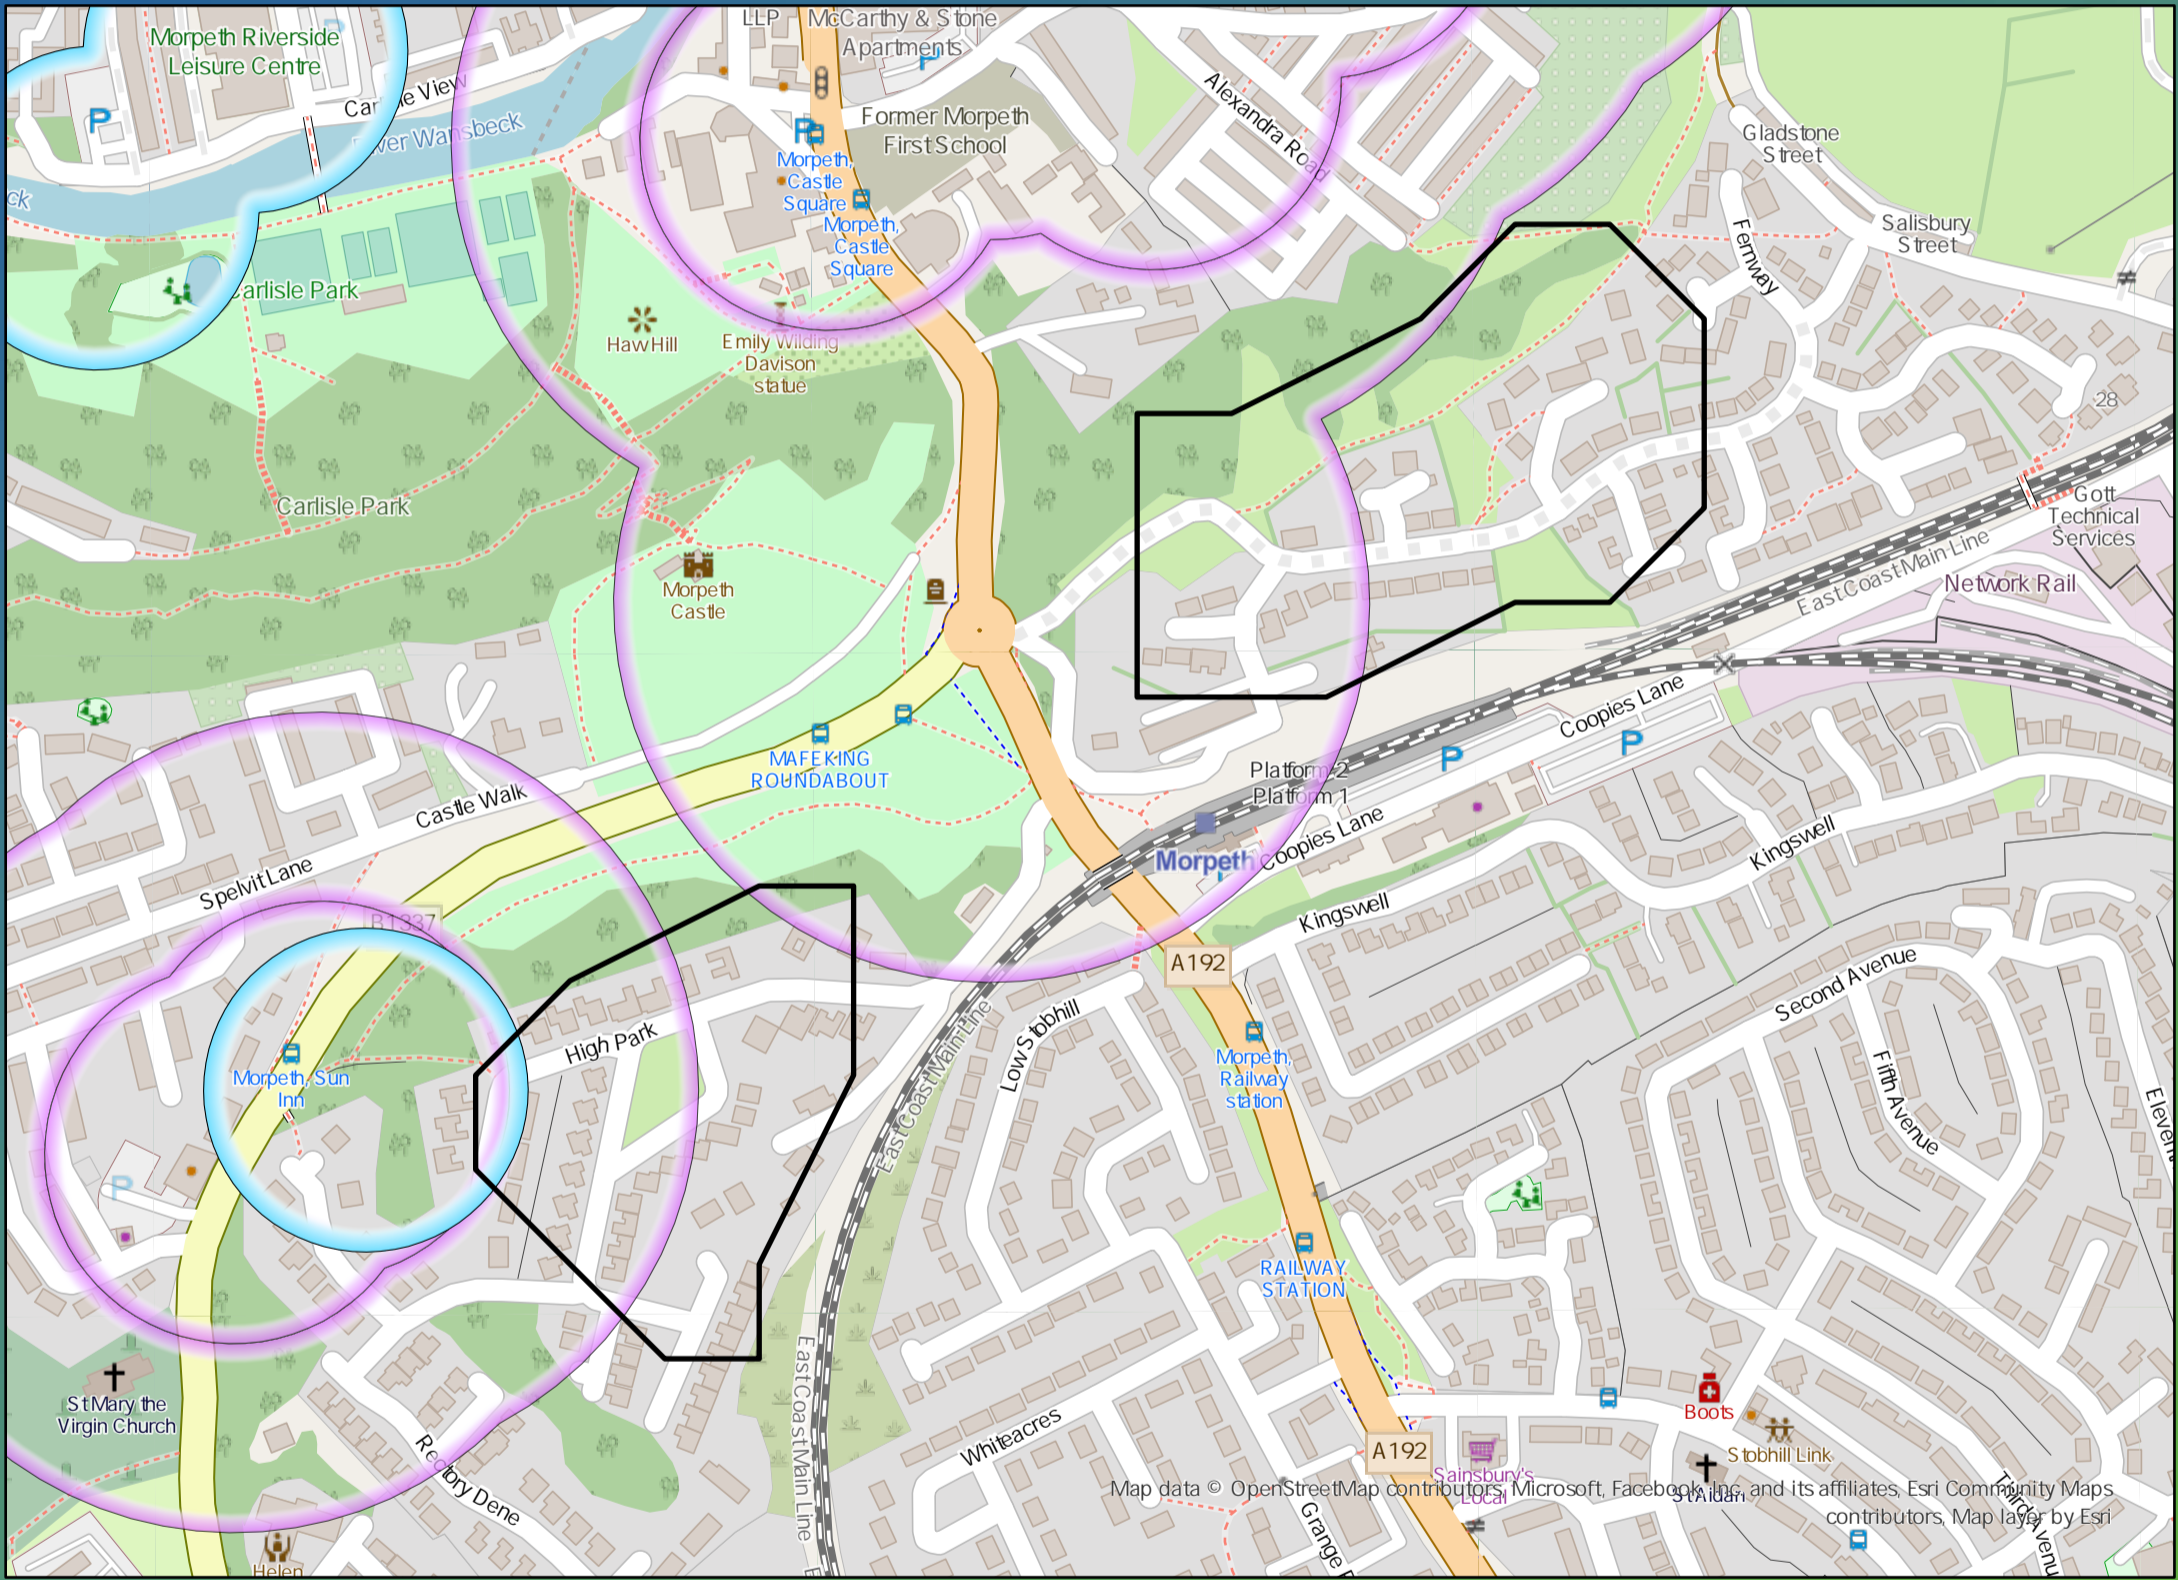 LLP
McCarthy & Stone
Apartments
P
Morpeth Riverside
Leisure Centre
Carlisle View
P
River Wansbeck
ck
Former Morpeth
First School
Alexandra Road
Gladstone
Street
P
Morpeth,
Castle
Square
Morpeth,
Castle
Square
Salisbury
Street
Fernway
Carlisle Park
Haw Hill
Emily Wilding
Davison
statue
28
Carlisle Park
Gott
Technical
Services
East Coast Main Line
Network Rail
Morpeth
Castle
Coopies Lane
P
P
MAFEKING
ROUNDABOUT
Platform 2
Platform 1
Castle Walk
Coopies Lane
Kingswell
Morpeth
Spelvit Lane
B1337
Kingswell
A192
Second Avenue
High Park
Low Stobhill
East Coast Main Line
Morpeth,
Railway
station
Morpeth, Sun
Inn
Fifth Avenue
Eleventh
P
RAILWAY
STATION
St Mary the
Virgin Church
East Coast Main Line
Boots
Stobhill Link
Rectory Dene
Whiteacres
A192
Sainsbury's
Local
St Aidan
Third Avenu
Grange
Helen
Map data © OpenStreetMap contributors, Microsoft, Facebook, Inc. and its affiliates, Esri Community Maps
contributors, Map layer by Esri